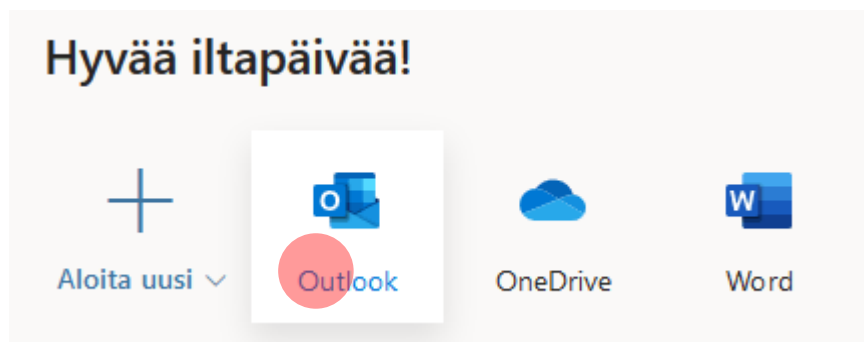 Hyvää iltapäivää!
Aloita uusi
Outlook
OneDrive
Word